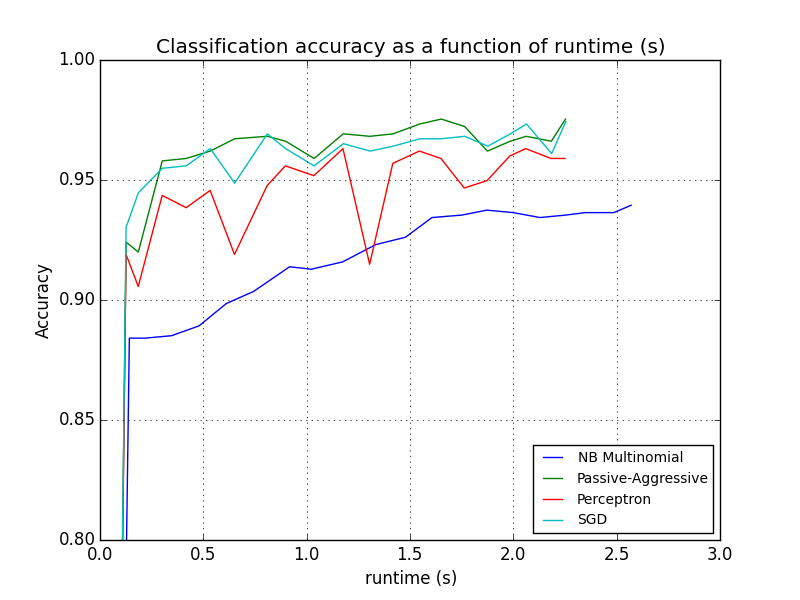 Classification accuracy as a function of runtime (s)
1.00
0.95
0.90
0.85
0.80
Accuracy
NB Multinomial
Passive-Aggressive
Perceptron
SGD
0.0 0.5 1.0 1.5 2.0 2.5 3.0
runtime (s)